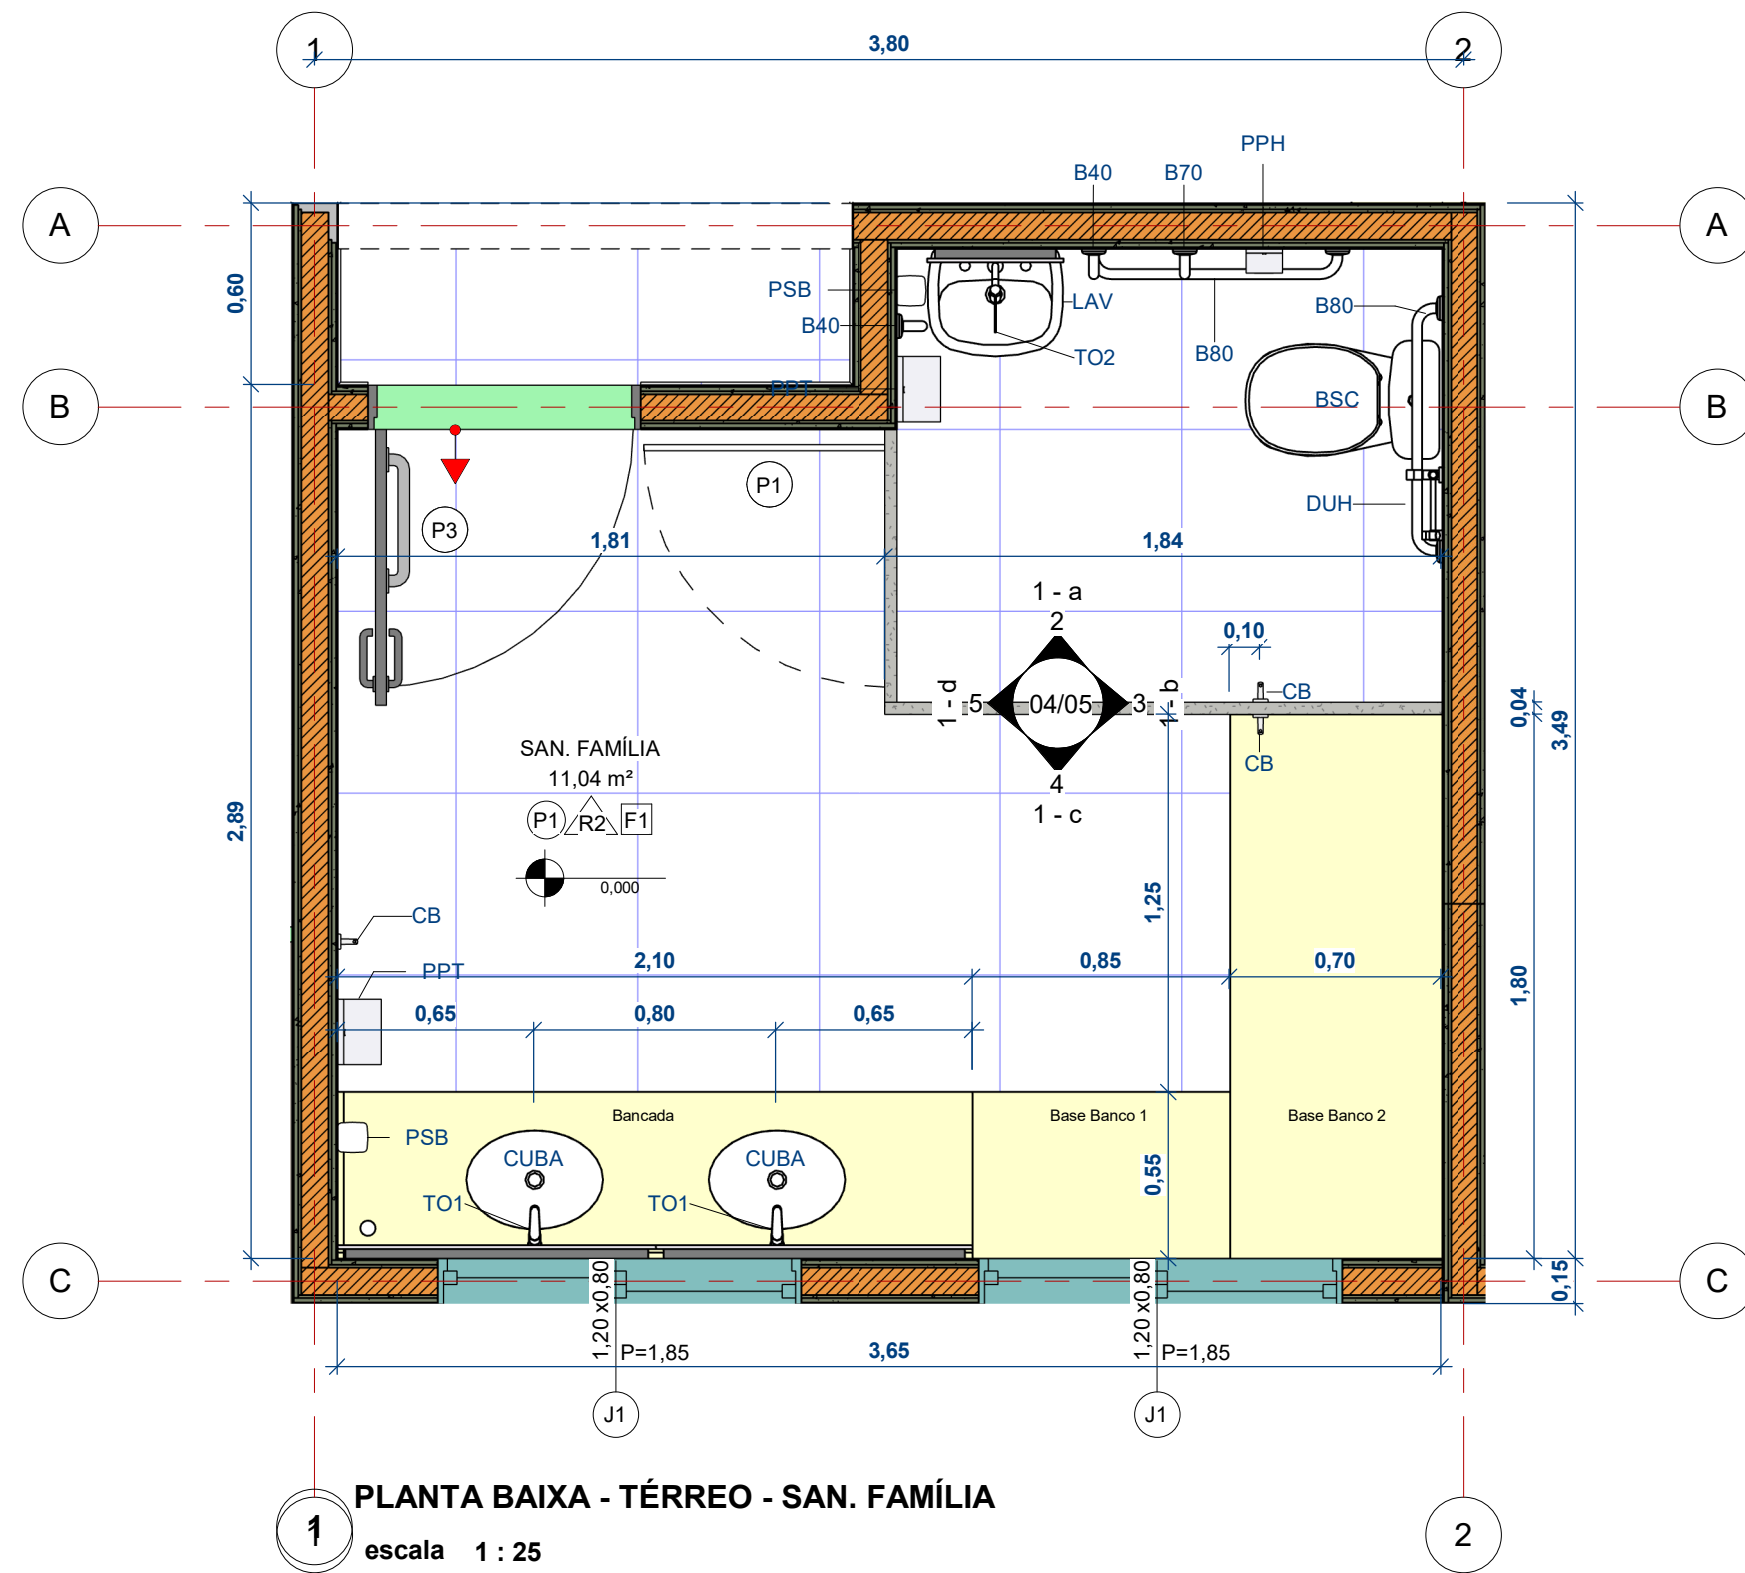 1
3,80
2
PPH
B40
B70
A
A
0,60
PSB
LAV
B80
B40
TO2
B80
PPT
BSC
B
B
P1
DUH
P3
1,81
1,84
1 - a
2
0,10
1 - d
5
04/05
3
1 - b
CB
0,04
3,49
SAN. FAMÍLIA
11,04 m²
CB
4
1 - c
P1
R2
F1
2,89
0,000
1,25
CB
PPT
2,10
0,85
0,70
1,80
0,65
0,80
0,65
Bancada
Base Banco 1
Base Banco 2
PSB
CUBA
CUBA
0,55
TO1
TO1
C
C
0,15
1,20 x0,80
P=1,85
3,65
1,20 x0,80
P=1,85
J1
J1
PLANTA BAIXA - TÉRREO - SAN. FAMÍLIA
1
1
2
escala 1 : 25